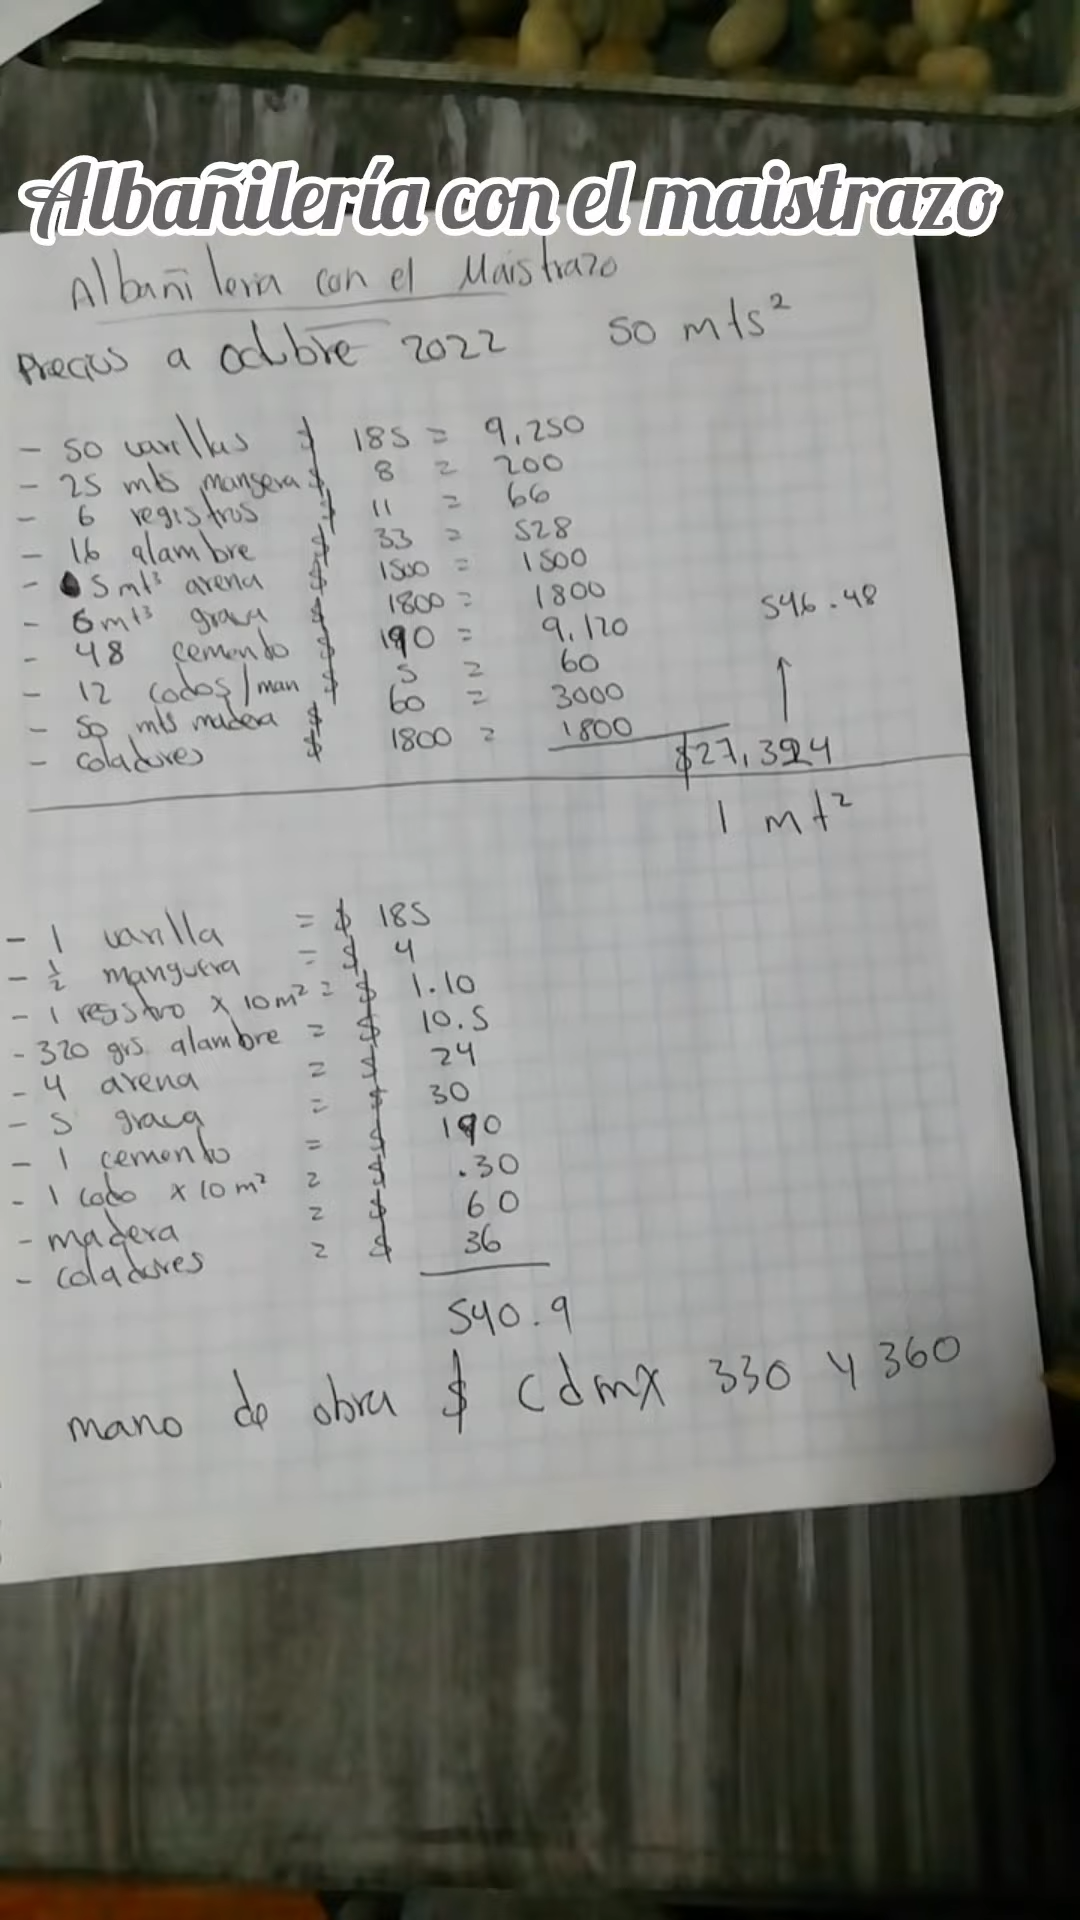 Albañilería con el maistrazo
Albañileria con el Maistrazo
precios a octubre 2022 50 mts²
- 50 varillas $ 185 = 9,250
- 25 mts mangera $ 8 = 200
- 6 registros $ 11 = 66
- 16 alambre $ 33 = 528
- 5 mt³ arena $ 1500 = 1500
- 6 mt³ grava $ 1800 = 1800
- 48 cemento $ 190 = 9,120
- 12 codos/man $ 5 = 60
- 50 mts madera $ 60 = 3000
- coladores $ 1800 = 1800
546.48
$27,324
1 mt²
- 1 varilla = $ 185
- ½ manguera = $ 4
- 1 registro x 10 m² = $ 1.10
- 320 grs. alambre = $ 10.5
- 4 arena = $ 24
- 5 graca = $ 30
- 1 cemento = $ 190
- 1 codo x 10 m² = $ .30
- madera = $ 60
- coladores = $ 36
540.9
mano de obra $ Cdmx 330 y 360